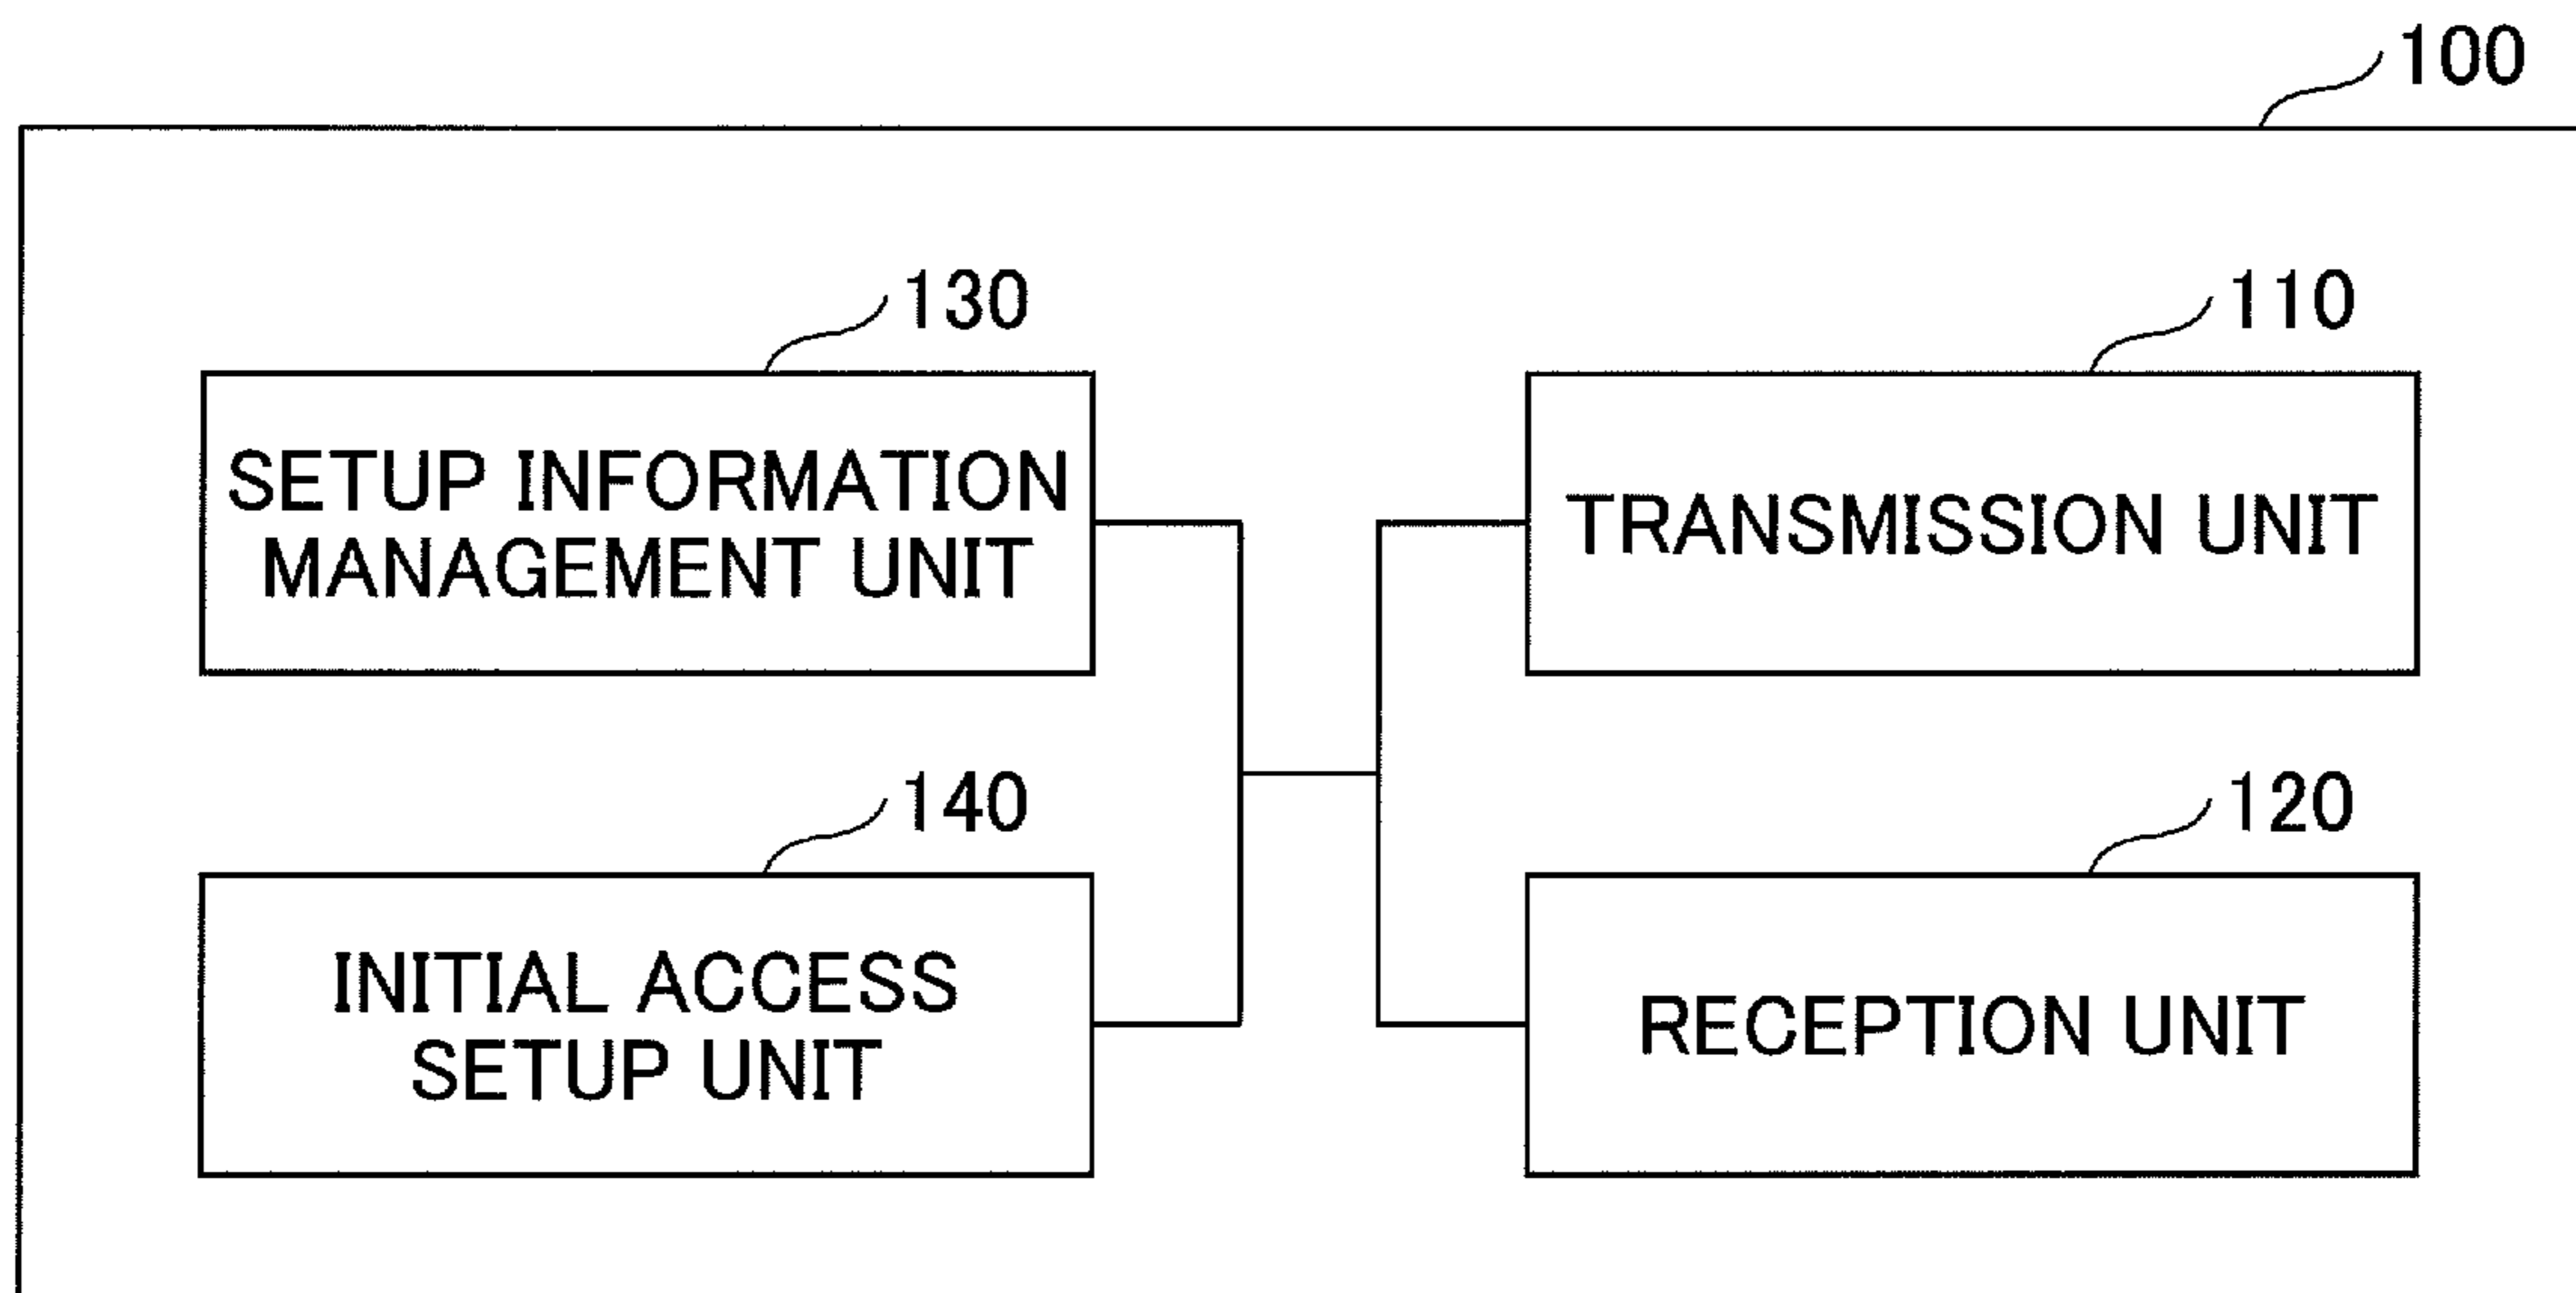 100
130
SETUP INFORMATION
MANAGEMENT UNIT
110
TRANSMISSION UNIT
140
INITIAL ACCESS
SETUP UNIT
120
RECEPTION UNIT